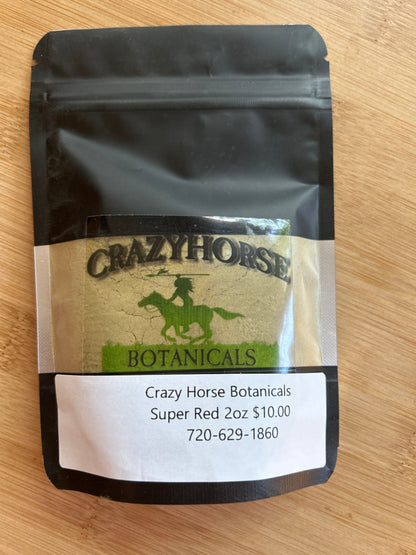 CRAZYHORSE
BOTANICALS
Crazy Horse Botanicals
Super Red 2oz $10.00
720-629-1860